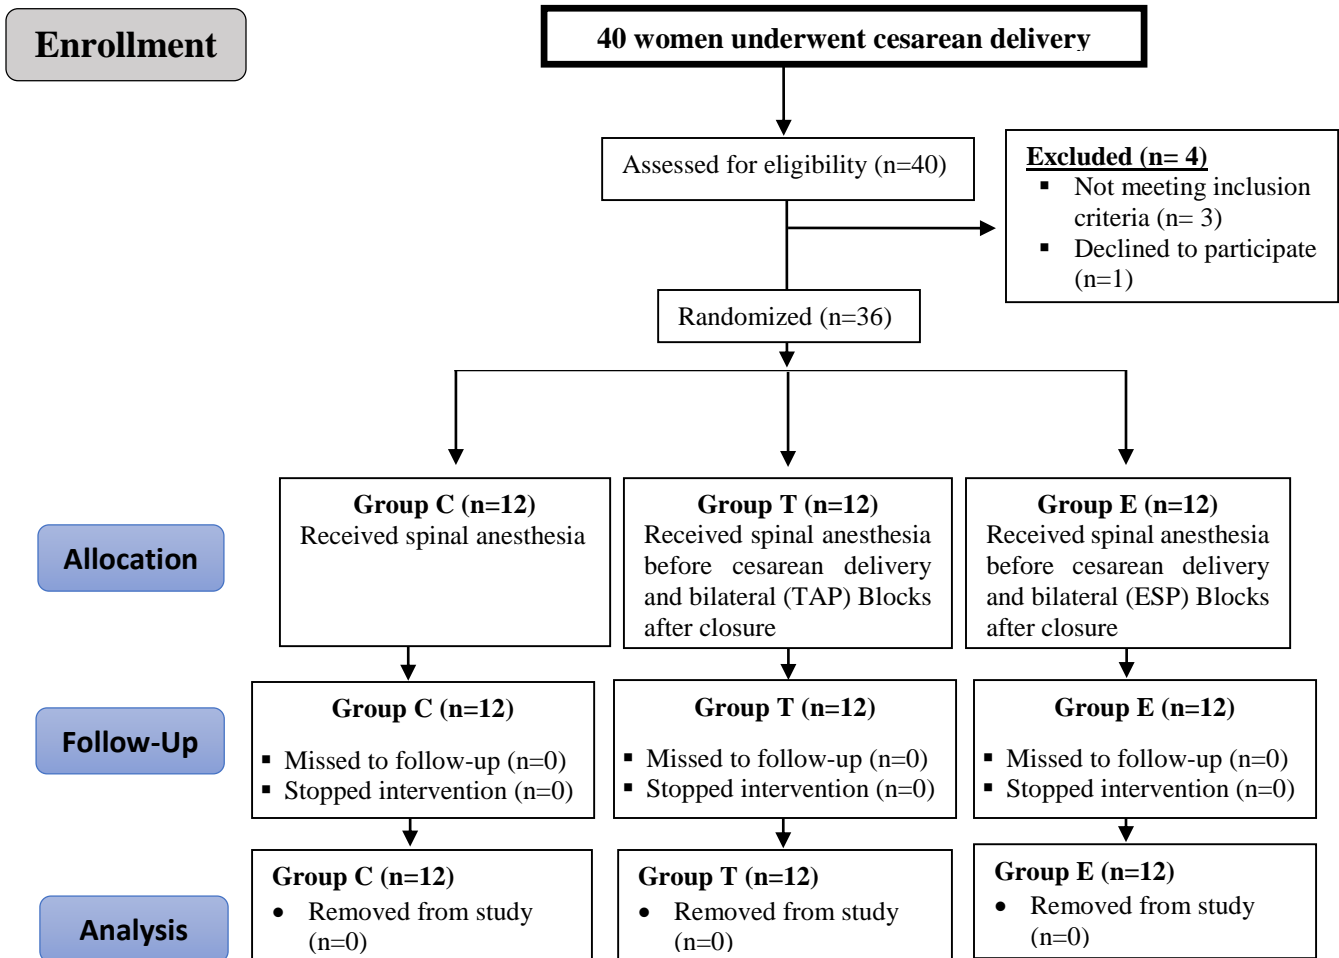 Enrollment
40 women underwent cesarean delivery
Assessed for eligibility (n=40)
Excluded (n= 4)
▪ Not meeting inclusion
criteria (n= 3)
▪ Declined to participate
(n=1)
Randomized (n=36)
Allocation
Group C (n=12)
Received spinal anesthesia
Group T (n=12)
Received spinal anesthesia
before cesarean delivery
and bilateral (TAP) Blocks
after closure
Group E (n=12)
Received spinal anesthesia
before cesarean delivery
and bilateral (ESP) Blocks
after closure
Follow-Up
Group C (n=12)
▪ Missed to follow-up (n=0)
▪ Stopped intervention (n=0)
Group T (n=12)
▪ Missed to follow-up (n=0)
▪ Stopped intervention (n=0)
Group E (n=12)
▪ Missed to follow-up (n=0)
▪ Stopped intervention (n=0)
Analysis
Group C (n=12)
• Removed from study
(n=0)
Group T (n=12)
• Removed from study
(n=0)
Group E (n=12)
• Removed from study
(n=0)